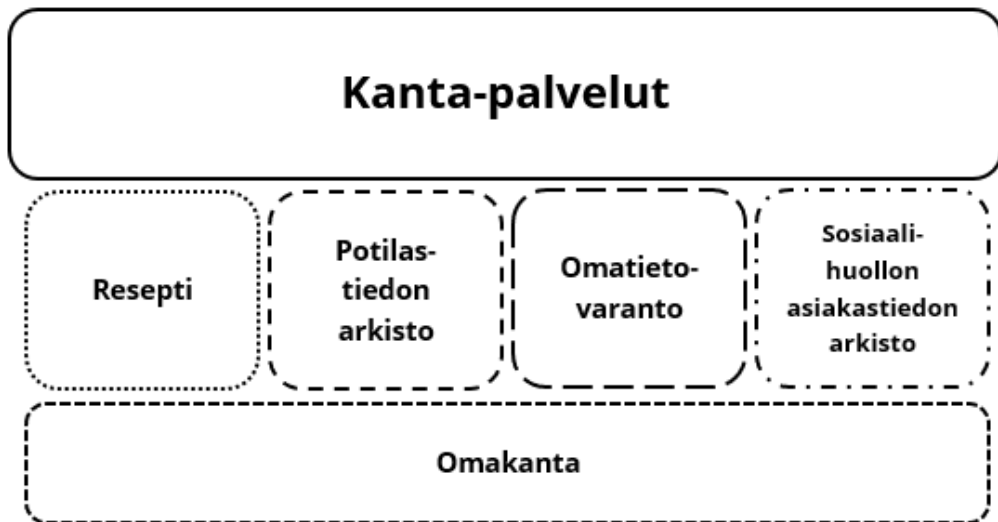 Kanta-palvelut
Resepti
Potilas-
tiedon
arkisto
Omatieto-
varanto
Sosiaali-
huollon
asiakastiedon
arkisto
Omakanta